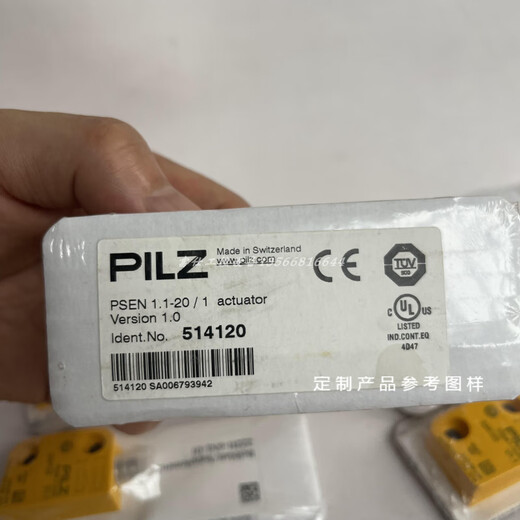 PILZ
Made in Switzerland
www.pilz.com
PSEN 1.1-20 / 1 actuator
Version 1.0
Ident.No. 514120
514120 SA006793942
CE
TÜV
C UL US
LISTED
IND.CONT.EQ
4D47
定制产品参考图样
PILZ